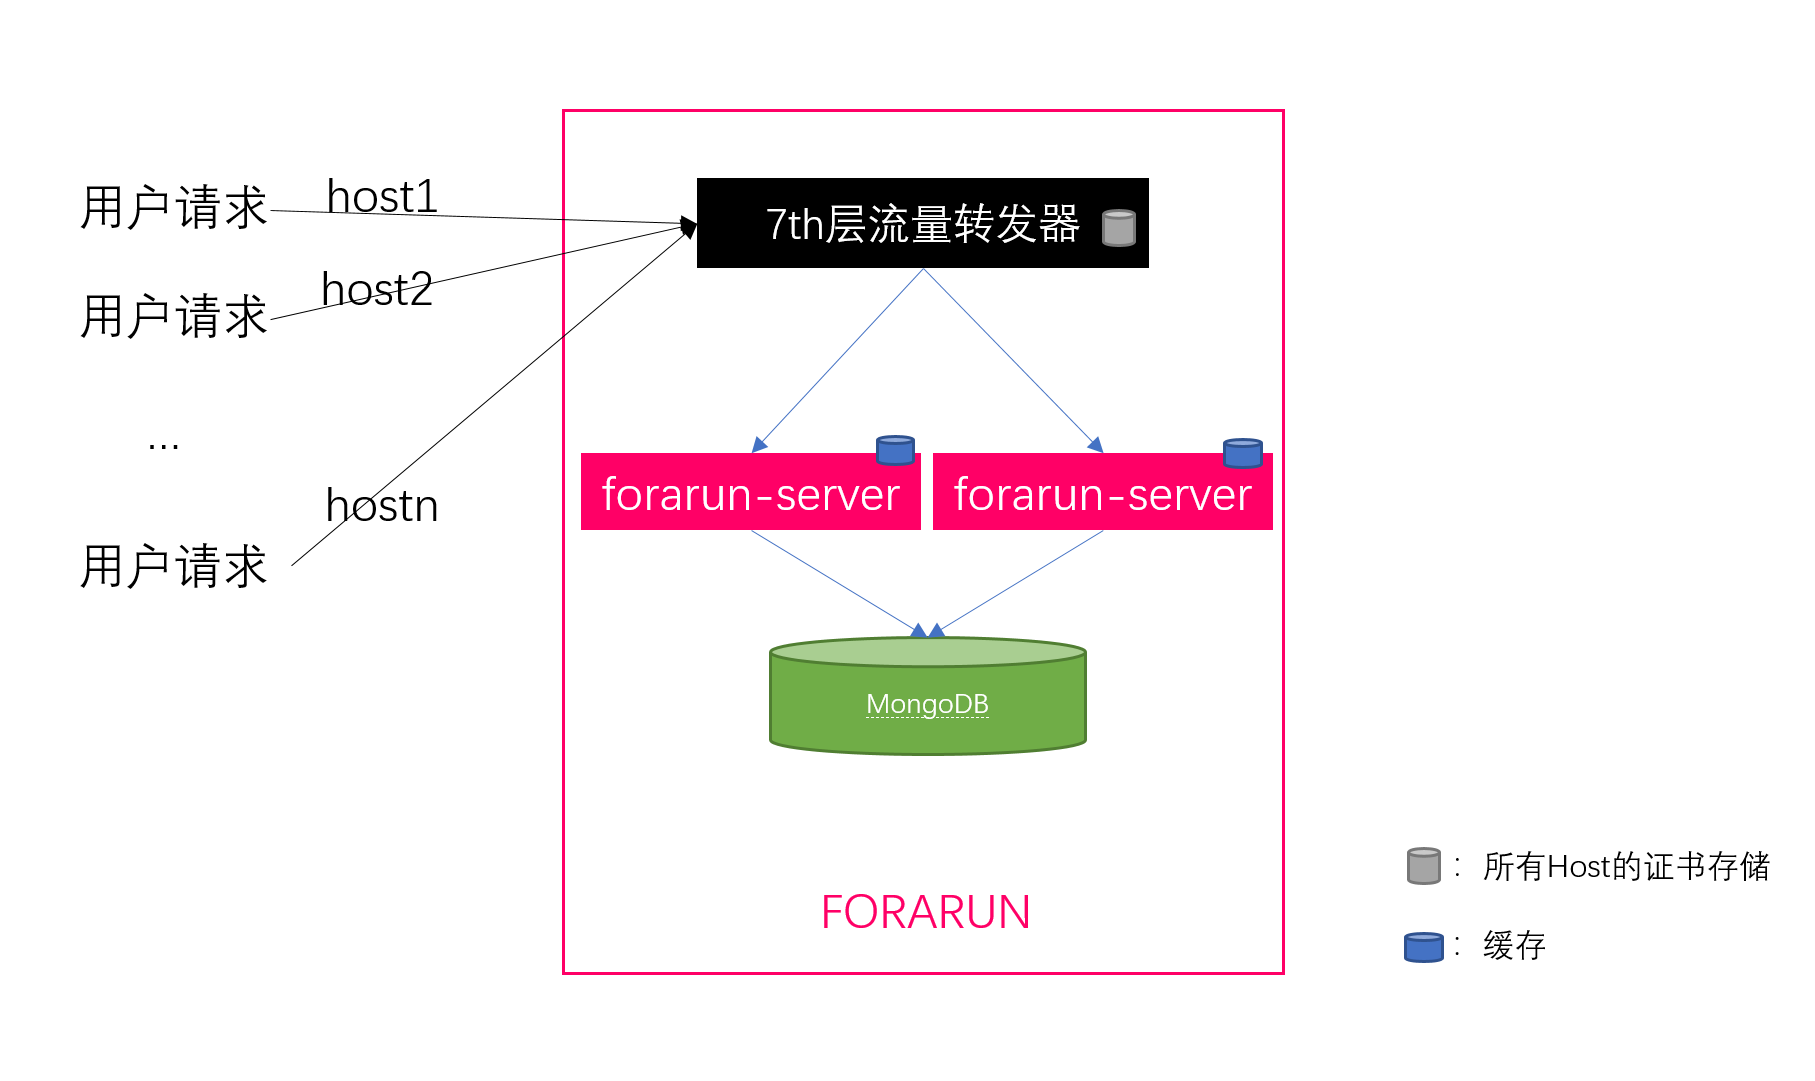 用户请求
host1
用户请求
host2
...
用户请求
hostn
7th层流量转发器
forarun-server
forarun-server
MongoDB
FORARUN
： 所有Host的证书存储
： 缓存